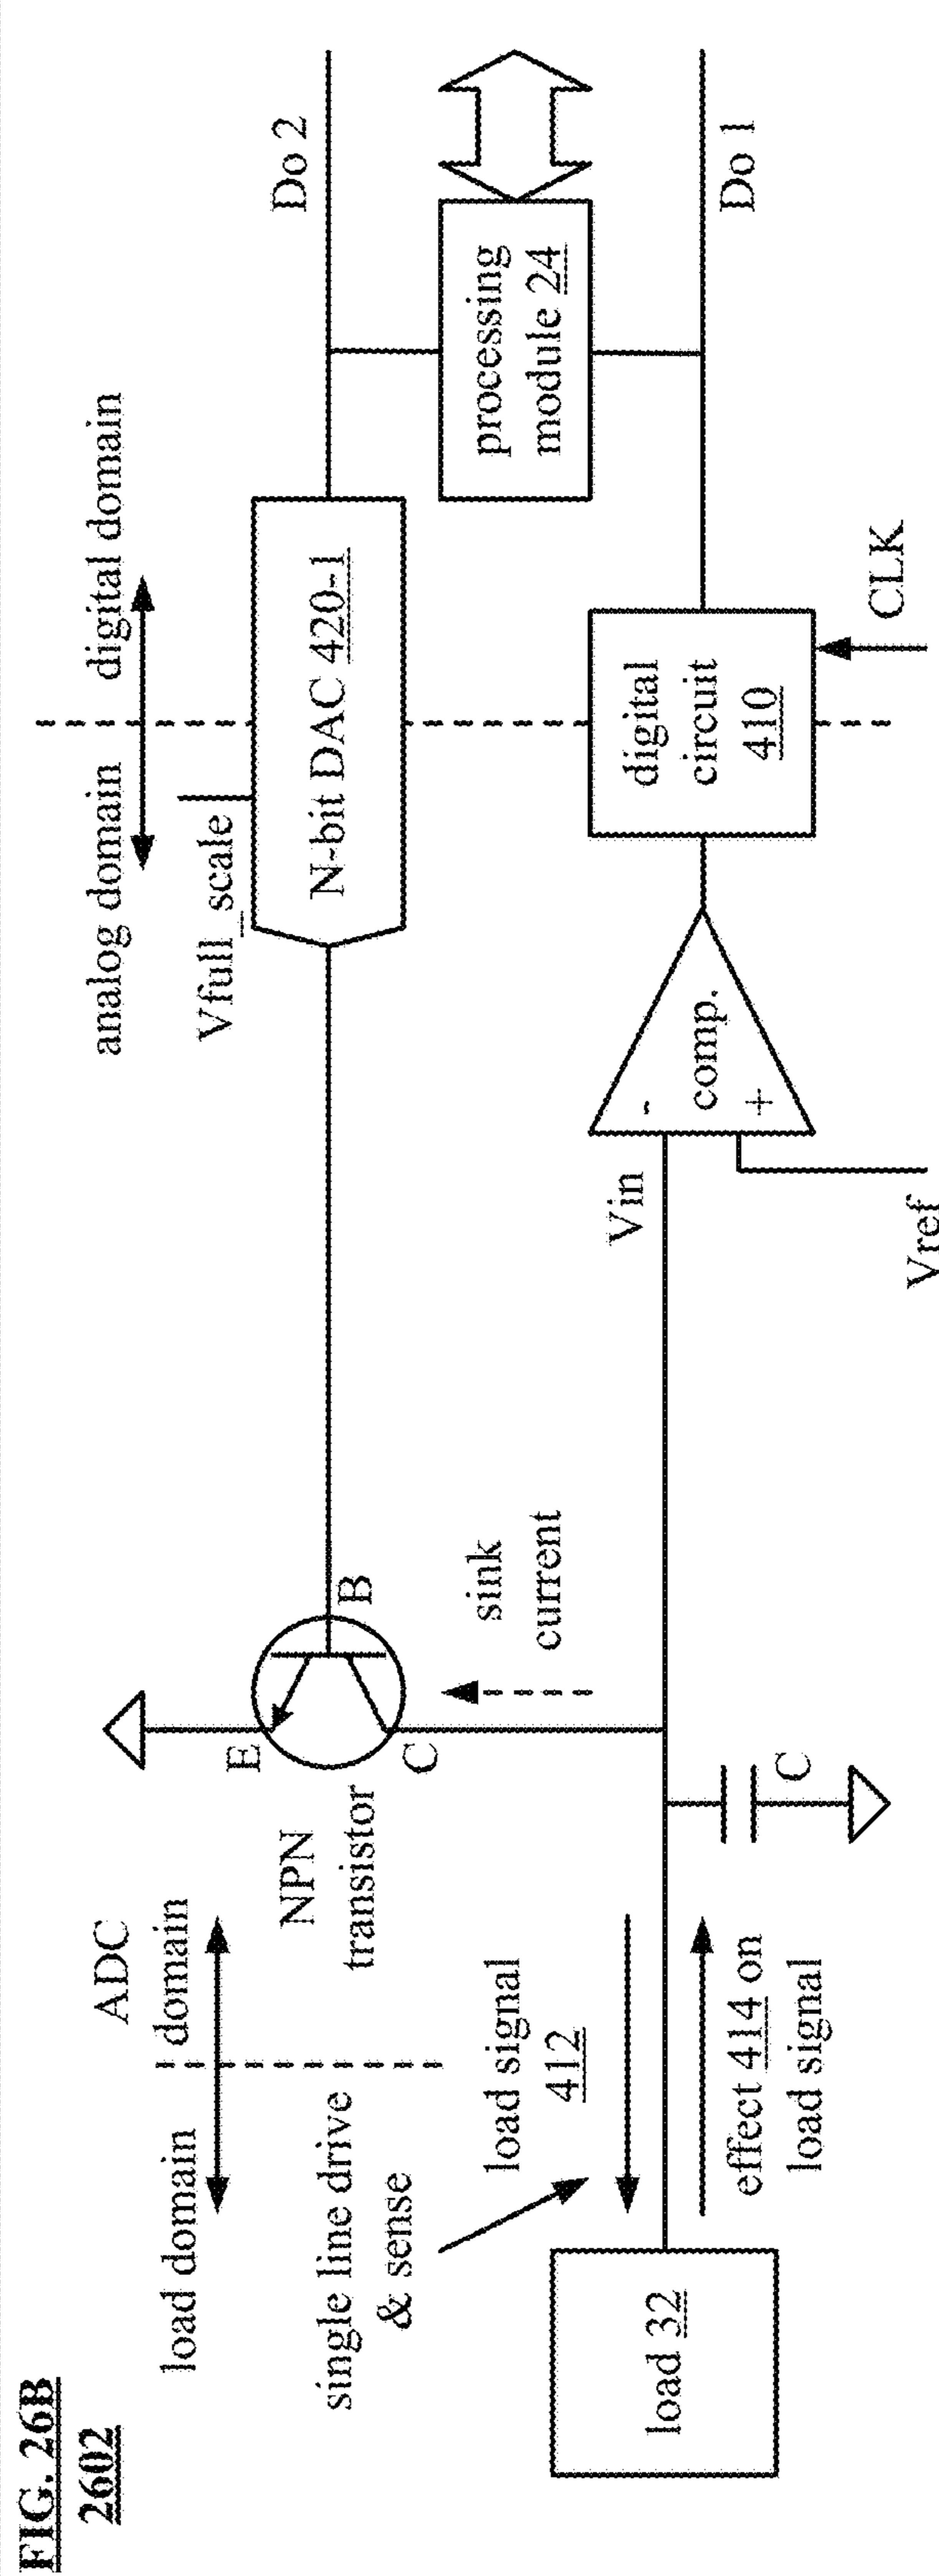 FIG. 26B
2602
load domain
ADC
domain
analog domain
digital domain
single line drive
& sense
NPN
transistor
E
B
C
Vfull_scale
N-bit DAC 420-1
Do 2
load signal
412
sink
current
processing
module 24
load 32
effect 414 on
load signal
C
Vin
-
comp.
+
Vref
digital
circuit
410
CLK
Do 1